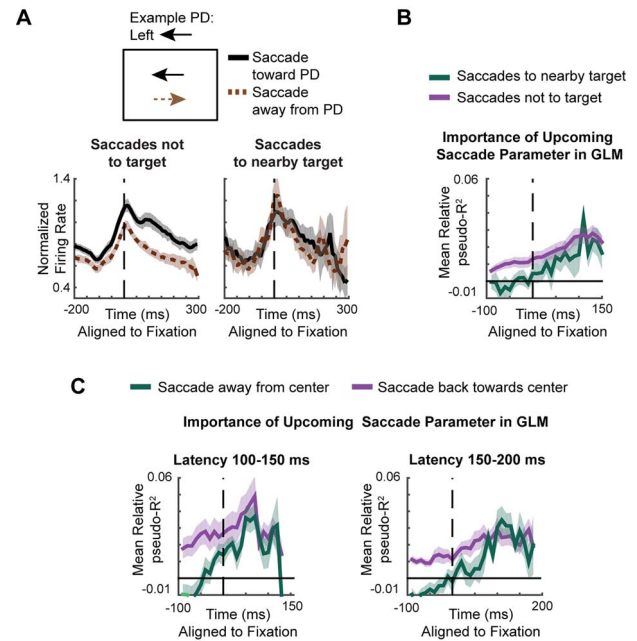 A
Example PD:
Left
Saccade
toward PD
Saccade
away from PD
Saccades not
to target
Saccades
to nearby target
1.4
Normalized
Firing Rate
0.4
-200
Time (ms)
300
Aligned to Fixation
-200
Time (ms)
300
Aligned to Fixation
B
Saccades to nearby target
Saccades not to target
Importance of Upcoming
Saccade Parameter in GLM
0.06
Mean Relative
pseudo-R²
-0.01
-100
Time (ms)
150
Aligned to Fixation
C
Saccade away from center
Saccade back towards center
Importance of Upcoming Saccade Parameter in GLM
Latency 100-150 ms
0.06
Mean Relative
pseudo-R²
-0.01
-100
Time (ms)
150
Aligned to Fixation
Latency 150-200 ms
0.06
Mean Relative
pseudo-R²
-0.01
-100
Time (ms)
200
Aligned to Fixation